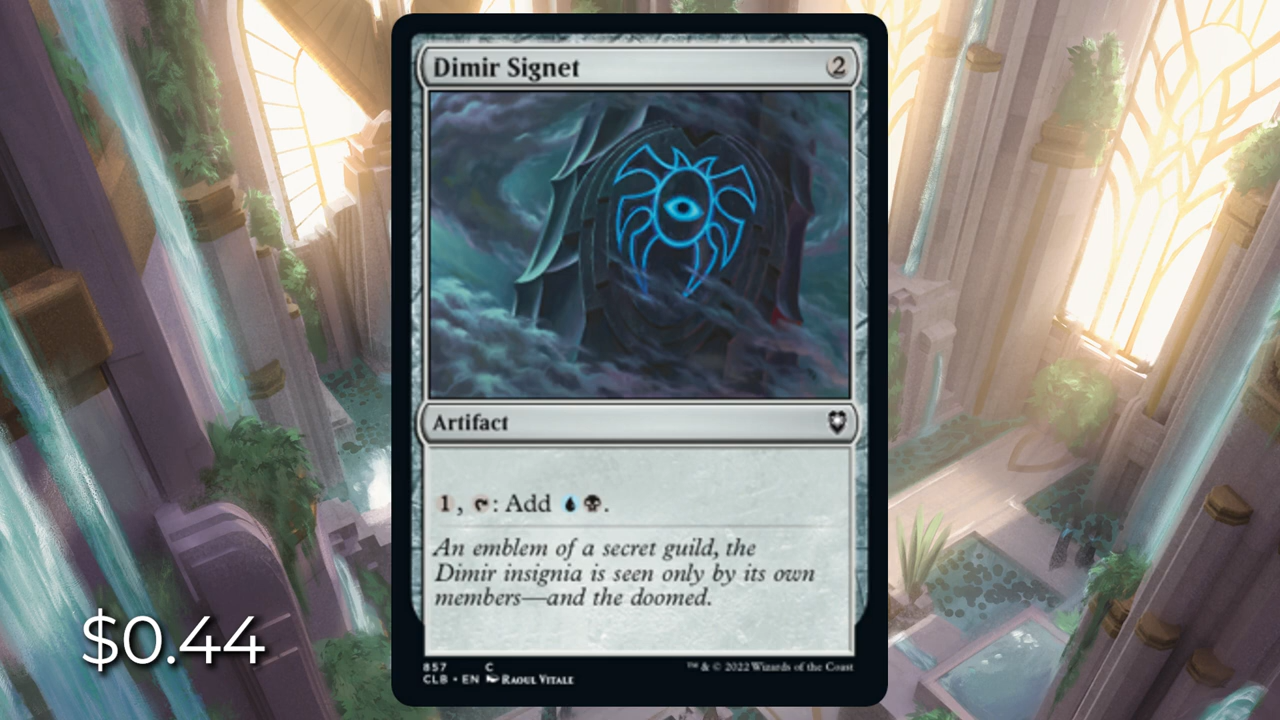 Dimir Signet 2
Artifact
1, : Add .
An emblem of a secret guild, the
Dimir insignia is seen only by its own
members—and the doomed.
857 C
CLB • EN Raoul Vitale
™ & © 2022 Wizards of the Coast
$0.44